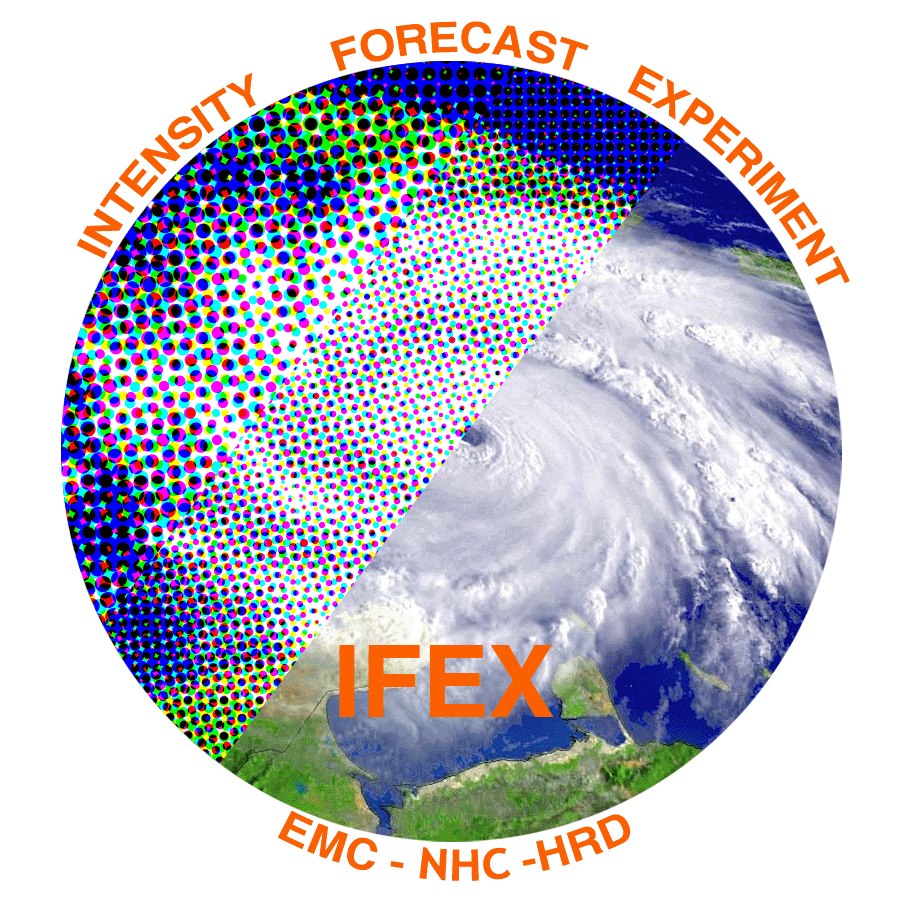 INTENSITY FORECAST EXPERIMENT
IFEX
EMC - NHC -HRD